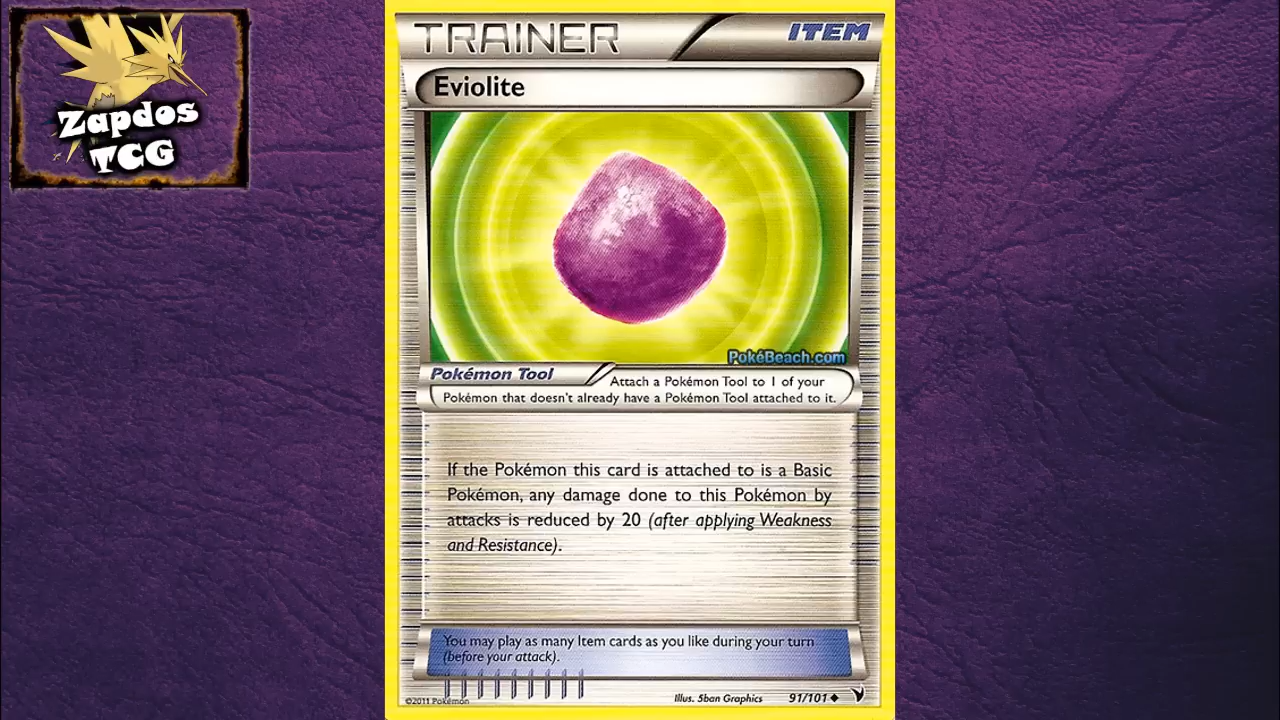 Zapdos
TCG
TRAINER
ITEM
Eviolite
PokéBeach.com
Pokémon Tool
Attach a Pokémon Tool to 1 of your
Pokémon that doesn't already have a Pokémon Tool attached to it.
If the Pokémon this card is attached to is a Basic
Pokémon, any damage done to this Pokémon by
attacks is reduced by 20 (after applying Weakness
and Resistance).
You may play as many Item cards as you like during your turn
(before your attack).
©2011 Pokémon
Illus. 5ban Graphics
91/101